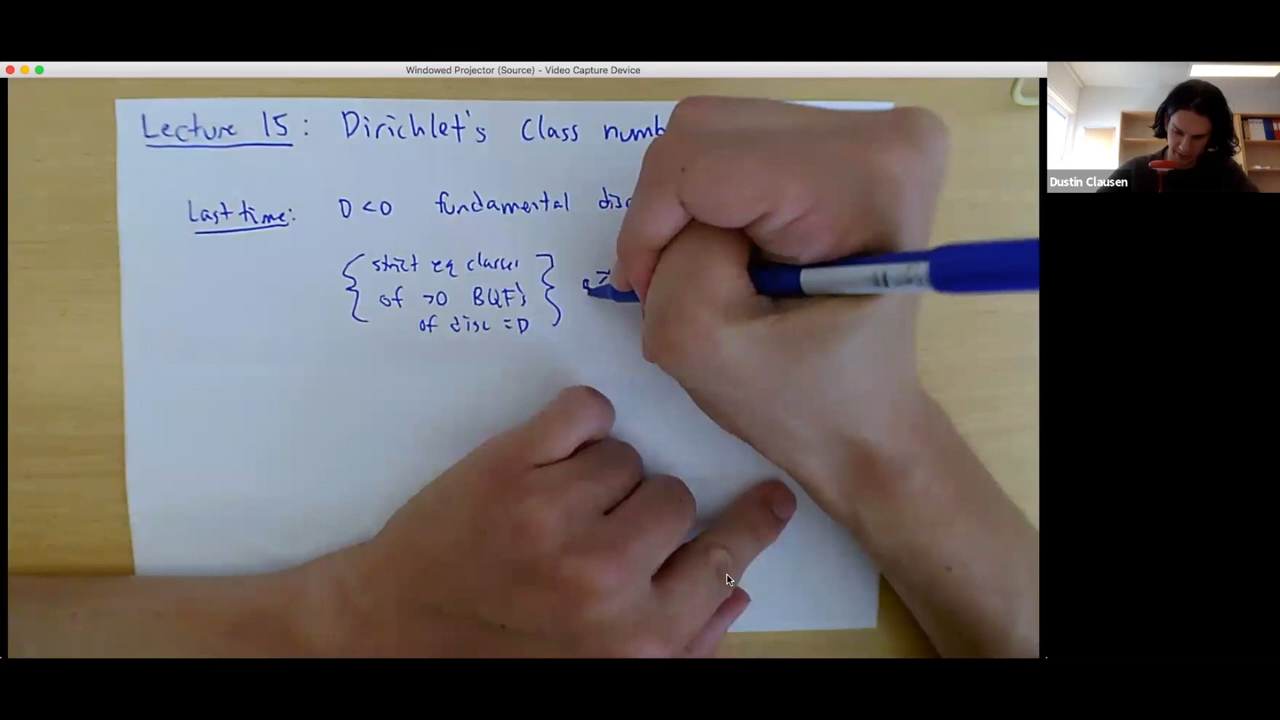 Windowed Projector (Source) - Video Capture Device
Lecture 15: Dirichlet's Class numb
Dustin Clausen
Last time: D<0 fundamental disc
{ strict eq classes
of >0 BQF's }
of disc = D